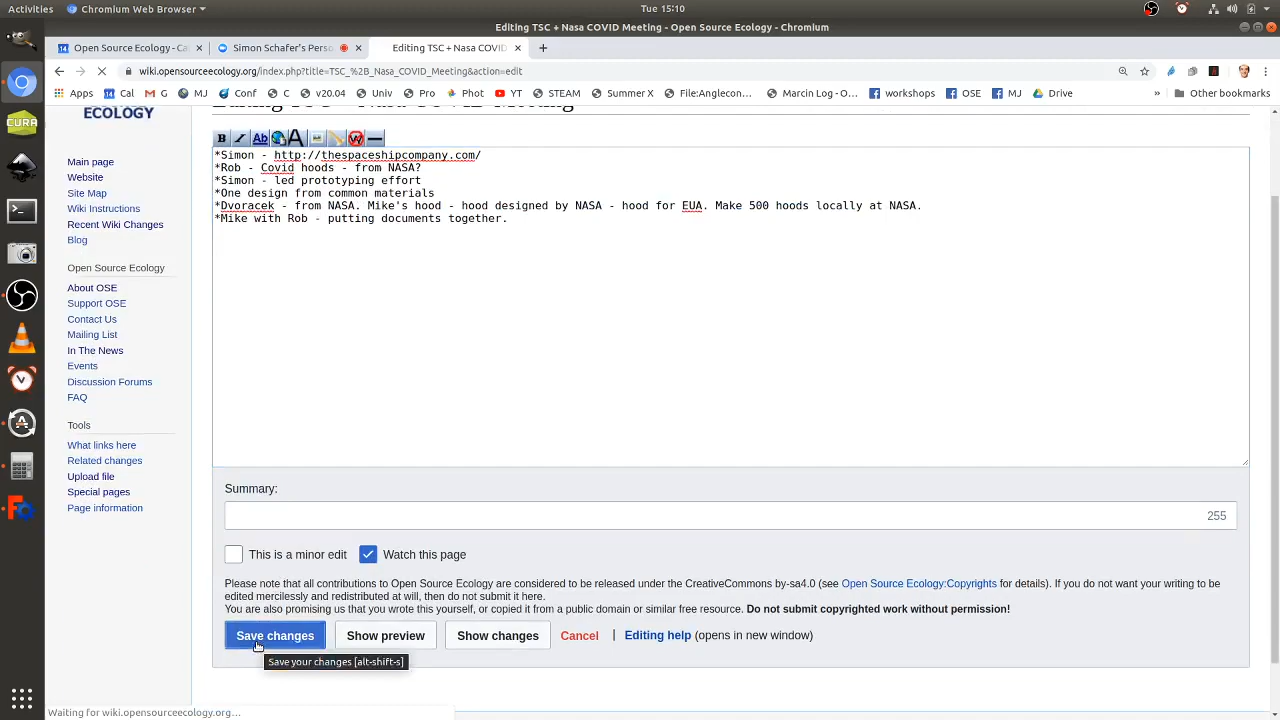 Activities Chromium Web Browser Tue 15:10
Editing TSC + Nasa COVID Meeting - Open Source Ecology - Chromium
Open Source Ecology - Ca Simon Schafer's Perso Editing TSC + Nasa COVID
wiki.opensourceecology.org/index.php?title=TSC_%2B_Nasa_COVID_Meeting&action=edit
Apps Cal G MJ Conf C v20.04 Univ Pro Phot YT STEAM Summer X File:Anglecon... Marcin Log - O... workshops OSE MJ Drive » Other bookmarks
Editing TSC + Nasa COVID Meeting
ECOLOGY
Main page
Website
Site Map
Wiki Instructions
Recent Wiki Changes
Blog
Open Source Ecology
About OSE
Support OSE
Contact Us
Mailing List
In The News
Events
Discussion Forums
FAQ
Tools
What links here
Related changes
Upload file
Special pages
Page information
B I Ab A W
*Simon - http://thespaceshipcompany.com/
*Rob - Covid hoods - from NASA?
*Simon - led prototyping effort
*One design from common materials
*Dvoracek - from NASA. Mike's hood - hood designed by NASA - hood for EUA. Make 500 hoods locally at NASA.
*Mike with Rob - putting documents together.
Summary:
255
This is a minor edit Watch this page
Please note that all contributions to Open Source Ecology are considered to be released under the CreativeCommons by-sa4.0 (see Open Source Ecology:Copyrights for details). If you do not want your writing to be
edited mercilessly and redistributed at will, then do not submit it here.
You are also promising us that you wrote this yourself, or copied it from a public domain or similar free resource. Do not submit copyrighted work without permission!
Save changes Show preview Show changes Cancel | Editing help (opens in new window)
Save your changes [alt-shift-s]
Waiting for wiki.opensourceecology.org...
CURA